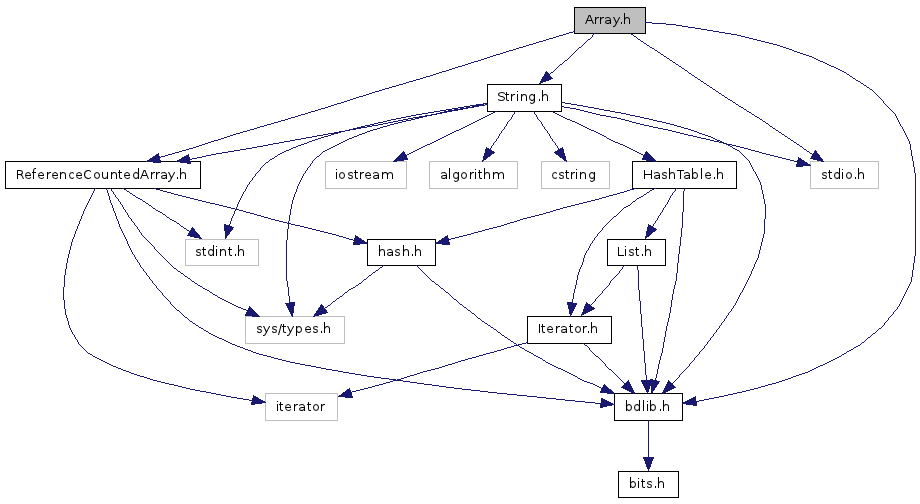 Array.h
String.h
ReferenceCountedArray.h
iostream
algorithm
cstring
HashTable.h
stdio.h
stdint.h
hash.h
List.h
sys/types.h
Iterator.h
iterator
bdlib.h
bits.h